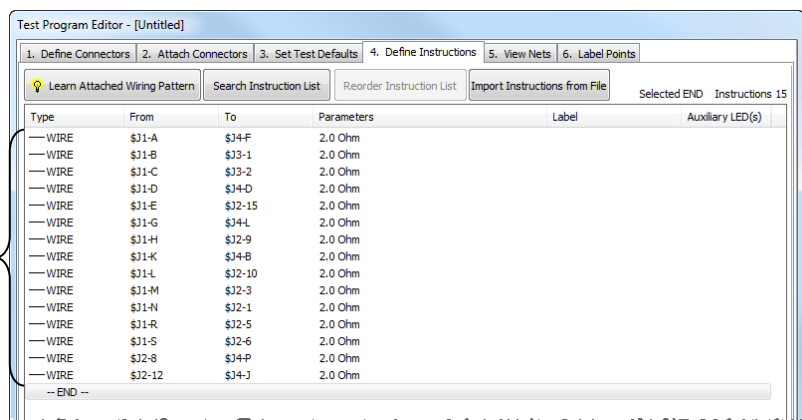 Test Program Editor - [Untitled]
1. Define Connectors 2. Attach Connectors 3. Set Test Defaults 4. Define Instructions 5. View Nets 6. Label Points
Learn Attached Wiring Pattern Search Instruction List Reorder Instruction List Import Instructions from File Selected END Instructions 15
Type From To Parameters Label Auxiliary LED(s)
WIRE $J1-A $J4-F 2.0 Ohm
WIRE $J1-B $J3-1 2.0 Ohm
WIRE $J1-C $J3-2 2.0 Ohm
WIRE $J1-D $J4-D 2.0 Ohm
WIRE $J1-E $J2-15 2.0 Ohm
WIRE $J1-G $J4-L 2.0 Ohm
WIRE $J1-H $J2-9 2.0 Ohm
WIRE $J1-K $J4-B 2.0 Ohm
WIRE $J1-L $J2-10 2.0 Ohm
WIRE $J1-M $J2-3 2.0 Ohm
WIRE $J1-N $J2-1 2.0 Ohm
WIRE $J1-R $J2-5 2.0 Ohm
WIRE $J1-S $J2-6 2.0 Ohm
WIRE $J2-8 $J4-P 2.0 Ohm
WIRE $J2-12 $J4-J 2.0 Ohm
-- END --